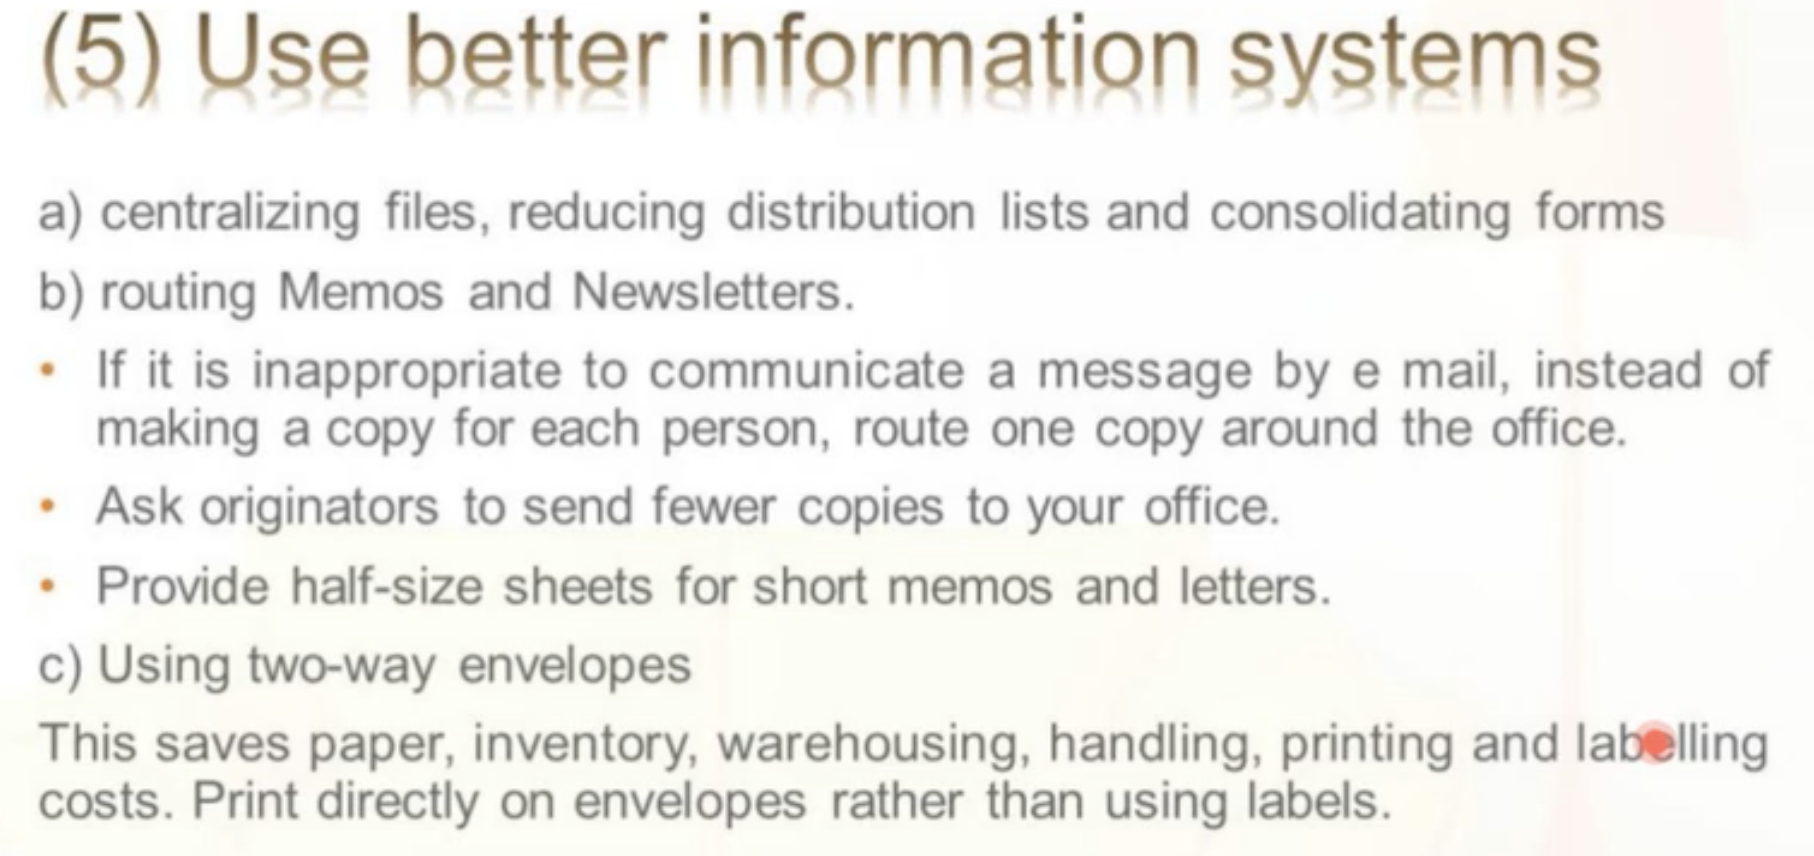 (5) Use better information systems
a) centralizing files, reducing distribution lists and consolidating forms
b) routing Memos and Newsletters.
• If it is inappropriate to communicate a message by e mail, instead of
making a copy for each person, route one copy around the office.
• Ask originators to send fewer copies to your office.
• Provide half-size sheets for short memos and letters.
c) Using two-way envelopes
This saves paper, inventory, warehousing, handling, printing and labelling
costs. Print directly on envelopes rather than using labels.